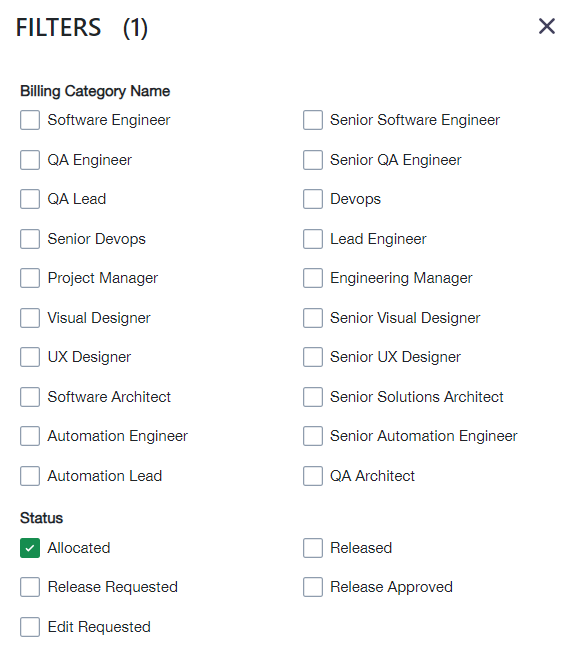 FILTERS (1)
Billing Category Name
Software Engineer Senior Software Engineer
QA Engineer Senior QA Engineer
QA Lead Devops
Senior Devops Lead Engineer
Project Manager Engineering Manager
Visual Designer Senior Visual Designer
UX Designer Senior UX Designer
Software Architect Senior Solutions Architect
Automation Engineer Senior Automation Engineer
Automation Lead QA Architect
Status
Allocated Released
Release Requested Release Approved
Edit Requested